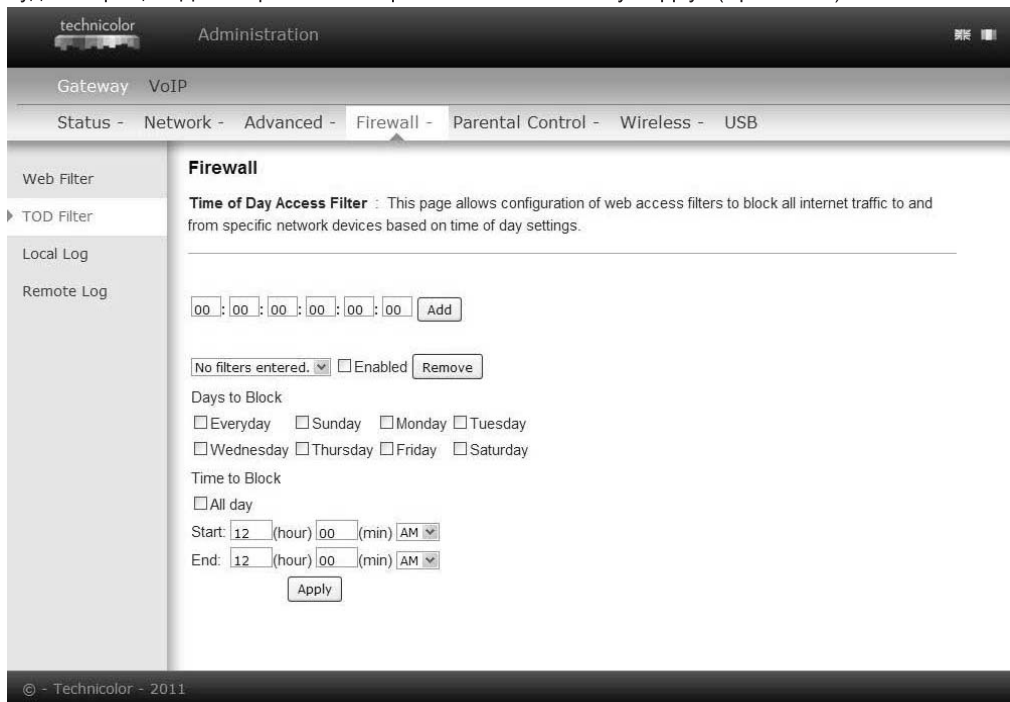 technicolor
Administration
Gateway VoIP
Status - Network - Advanced - Firewall - Parental Control - Wireless - USB
Web Filter
TOD Filter
Local Log
Remote Log
Firewall
Time of Day Access Filter : This page allows configuration of web access filters to block all internet traffic to and
from specific network devices based on time of day settings.
00 : 00 : 00 : 00 : 00 : 00 Add
No filters entered. Enabled Remove
Days to Block
Everyday Sunday Monday Tuesday
Wednesday Thursday Friday Saturday
Time to Block
All day
Start: 12 (hour) 00 (min) AM
End: 12 (hour) 00 (min) AM
Apply
© - Technicolor - 2011